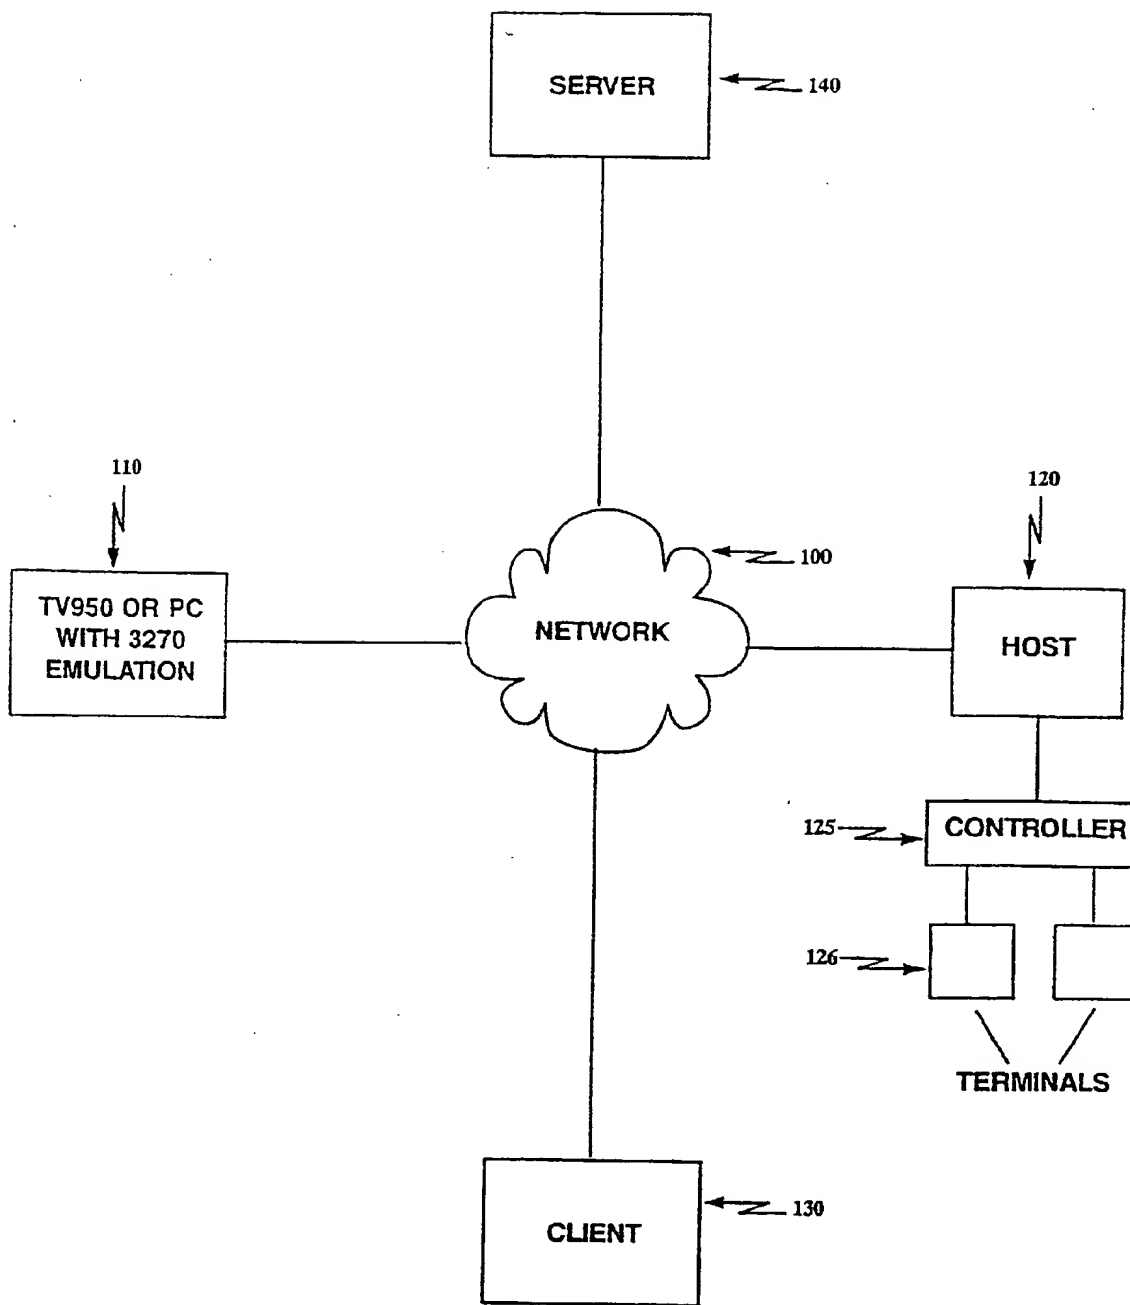 SERVER
140
110
120
100
TV950 OR PC
WITH 3270
EMULATION
NETWORK
HOST
125
CONTROLLER
126
TERMINALS
130
CLIENT